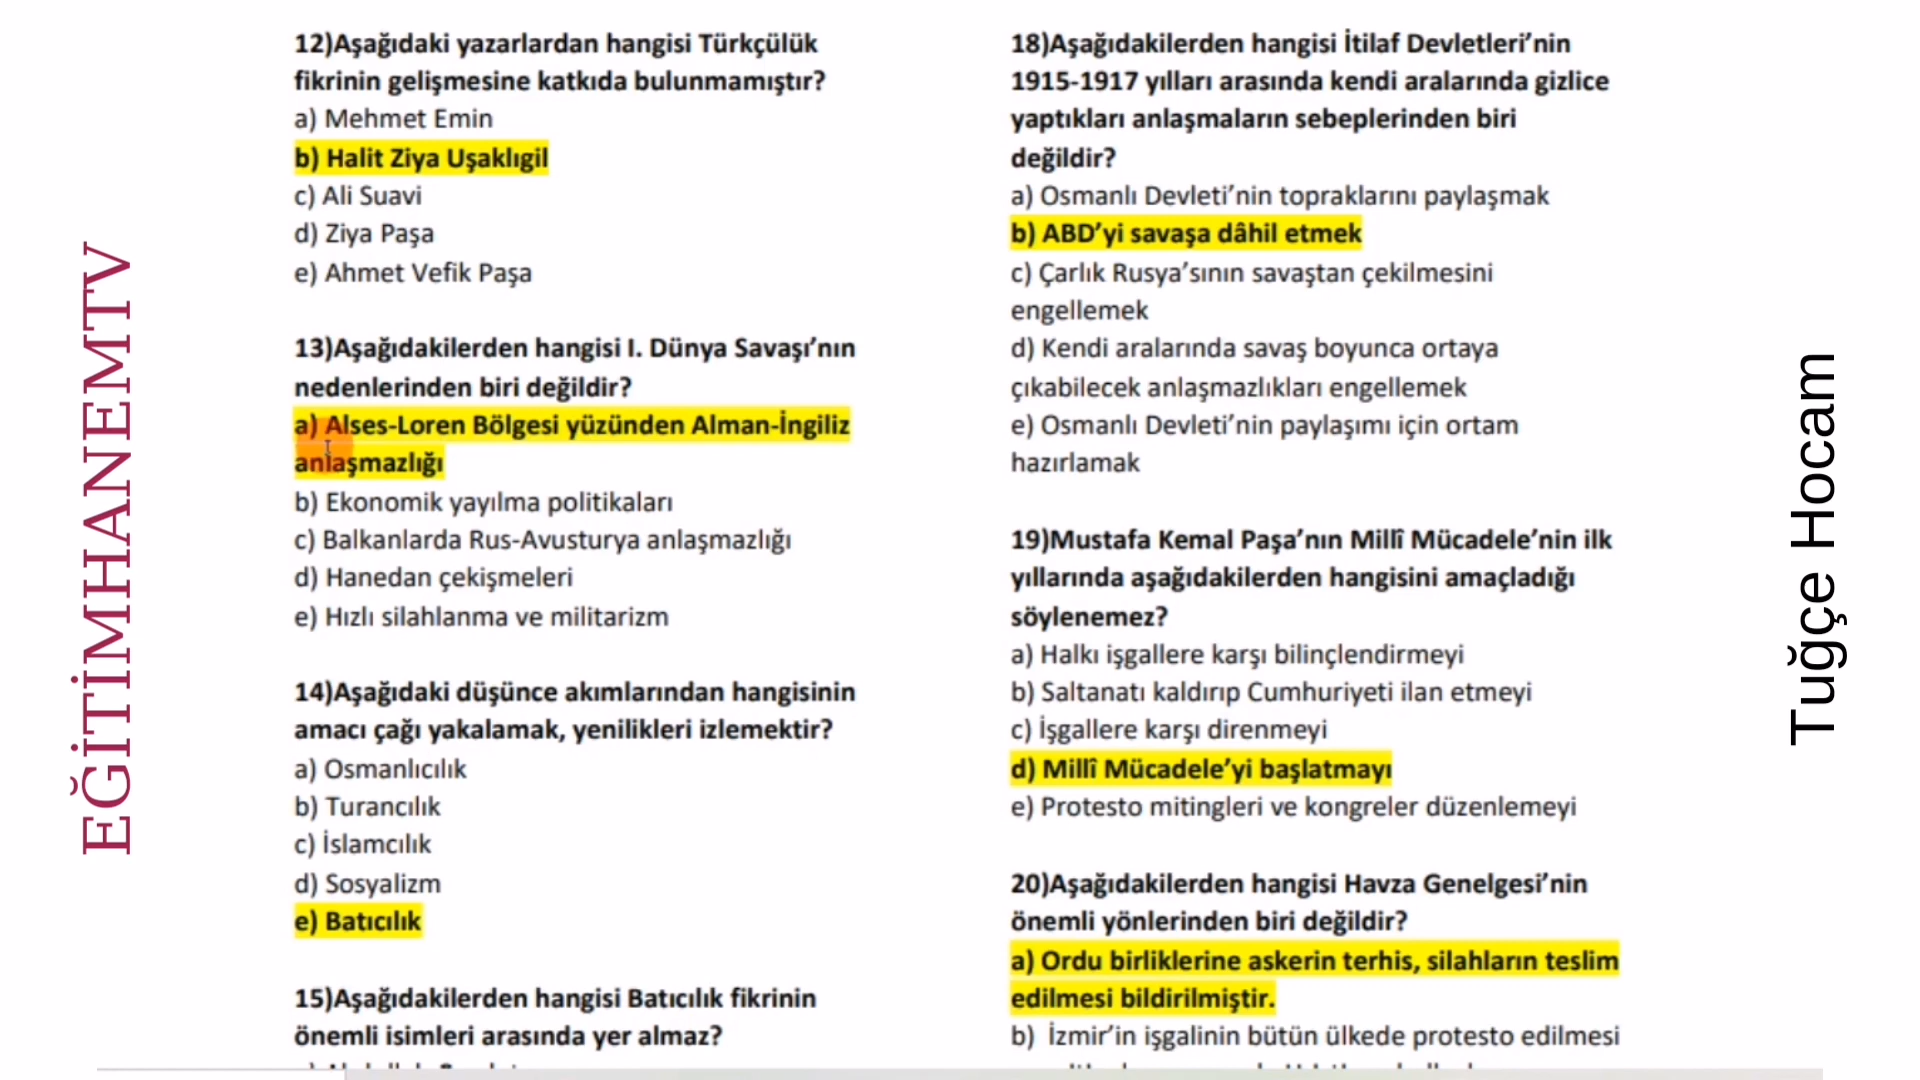 EĞİTİMHANEMTV
12)Aşağıdaki yazarlardan hangisi Türkçülük
fikrinin gelişmesine katkıda bulunmamıştır?
a) Mehmet Emin
b) Halit Ziya Uşaklıgil
c) Ali Suavi
d) Ziya Paşa
e) Ahmet Vefik Paşa
13)Aşağıdakilerden hangisi I. Dünya Savaşı’nın
nedenlerinden biri değildir?
a) Alses-Loren Bölgesi yüzünden Alman-İngiliz
anlaşmazlığı
b) Ekonomik yayılma politikaları
c) Balkanlarda Rus-Avusturya anlaşmazlığı
d) Hanedan çekişmeleri
e) Hızlı silahlanma ve militarizm
14)Aşağıdaki düşünce akımlarından hangisinin
amacı çağı yakalamak, yenilikleri izlemektir?
a) Osmanlıcılık
b) Turancılık
c) İslamcılık
d) Sosyalizm
e) Batıcılık
15)Aşağıdakilerden hangisi Batıcılık fikrinin
önemli isimleri arasında yer almaz?
18)Aşağıdakilerden hangisi İtilaf Devletleri’nin
1915-1917 yılları arasında kendi aralarında gizlice
yaptıkları anlaşmaların sebeplerinden biri
değildir?
a) Osmanlı Devleti’nin topraklarını paylaşmak
b) ABD’yi savaşa dâhil etmek
c) Çarlık Rusya’sının savaştan çekilmesini
engellemek
d) Kendi aralarında savaş boyunca ortaya
çıkabilecek anlaşmazlıkları engellemek
e) Osmanlı Devleti’nin paylaşımı için ortam
hazırlamak
19)Mustafa Kemal Paşa’nın Millî Mücadele’nin ilk
yıllarında aşağıdakilerden hangisini amaçladığı
söylenemez?
a) Halkı işgallere karşı bilinçlendirmeyi
b) Saltanatı kaldırıp Cumhuriyeti ilan etmeyi
c) İşgallere karşı direnmeyi
d) Millî Mücadele’yi başlatmayı
e) Protesto mitingleri ve kongreler düzenlemeyi
20)Aşağıdakilerden hangisi Havza Genelgesi’nin
önemli yönlerinden biri değildir?
a) Ordu birliklerine askerin terhis, silahların teslim
edilmesi bildirilmiştir.
b) İzmir’in işgalinin bütün ülkede protesto edilmesi
Tuğçe Hocam